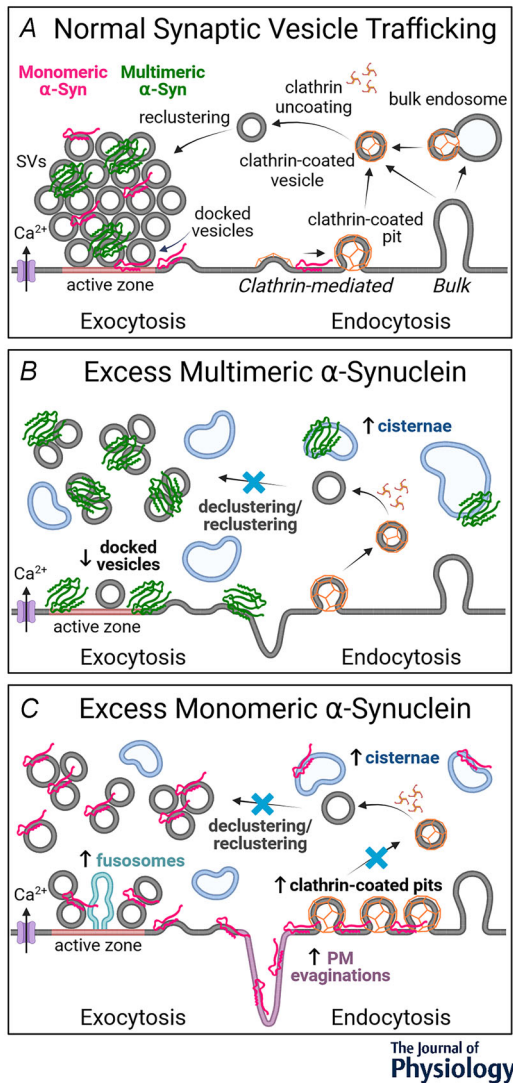 A Normal Synaptic Vesicle Trafficking
Monomeric
α-Syn
Multimeric
α-Syn
clathrin
uncoating
bulk endosome
reclustering
SVs
clathrin-coated
vesicle
docked
vesicles
clathrin-coated
pit
Ca²⁺
active zone
Clathrin-mediated
Bulk
Exocytosis
Endocytosis
B Excess Multimeric α-Synuclein
↑ cisternae
declustering/
reclustering
↓ docked
vesicles
Ca²⁺
active zone
Exocytosis
Endocytosis
C Excess Monomeric α-Synuclein
↑ cisternae
declustering/
reclustering
↑ fusosomes
↑ clathrin-coated pits
Ca²⁺
active zone
↑ PM
evaginations
Exocytosis
Endocytosis
The Journal of
Physiology